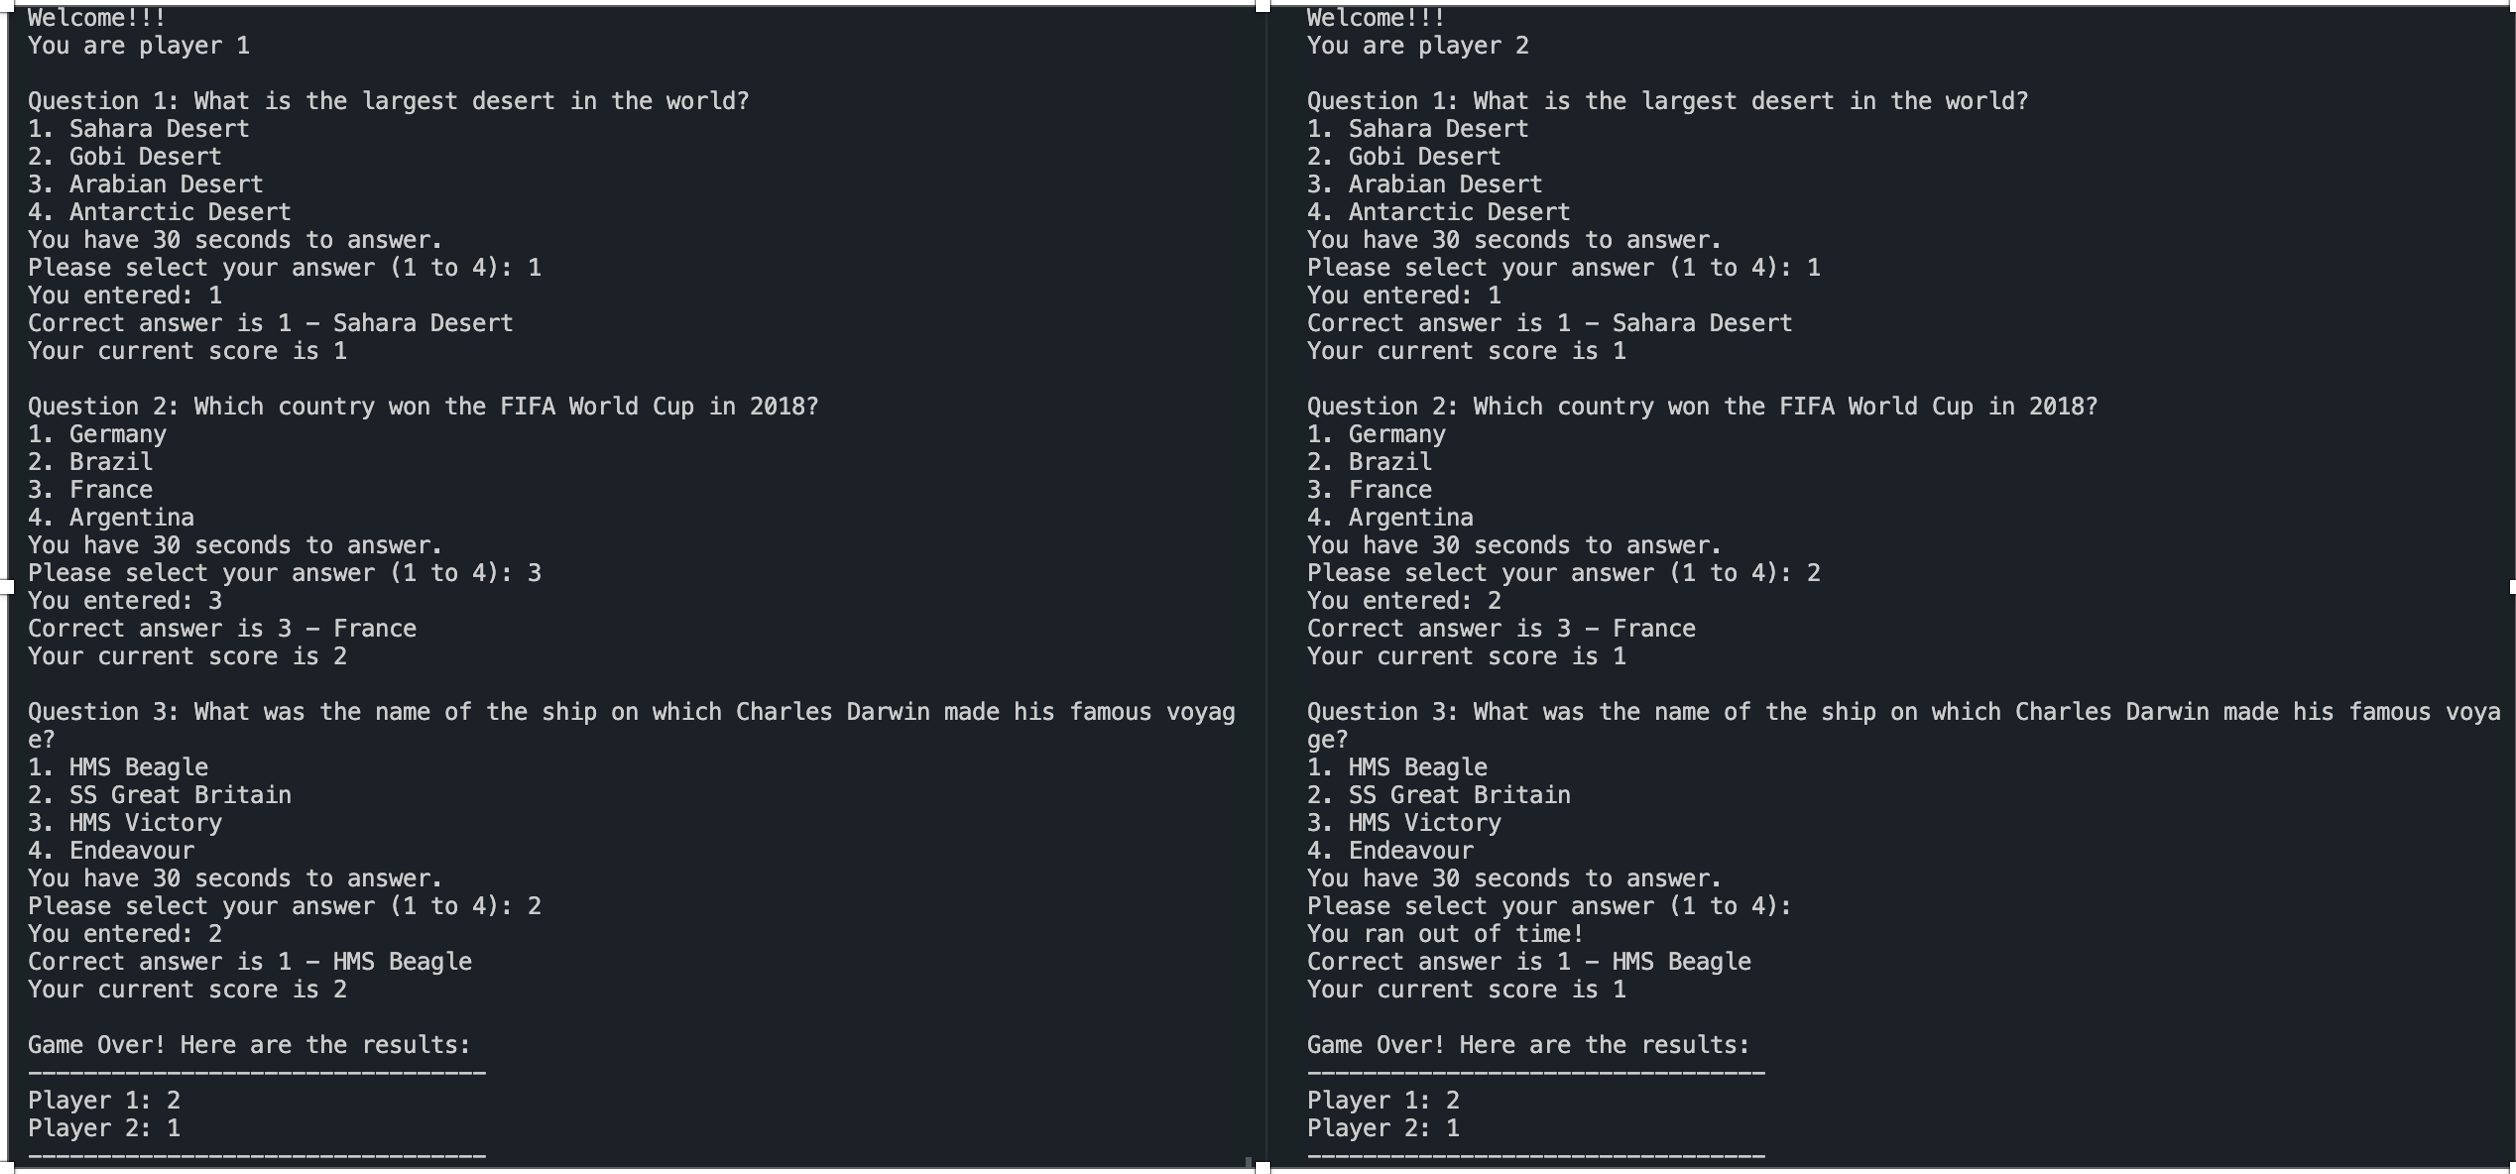 Welcome!!!
You are player 1

Question 1: What is the largest desert in the world?
1. Sahara Desert
2. Gobi Desert
3. Arabian Desert
4. Antarctic Desert
You have 30 seconds to answer.
Please select your answer (1 to 4): 1
You entered: 1
Correct answer is 1 – Sahara Desert
Your current score is 1

Question 2: Which country won the FIFA World Cup in 2018?
1. Germany
2. Brazil
3. France
4. Argentina
You have 30 seconds to answer.
Please select your answer (1 to 4): 3
You entered: 3
Correct answer is 3 – France
Your current score is 2

Question 3: What was the name of the ship on which Charles Darwin made his famous voyag
e?
1. HMS Beagle
2. SS Great Britain
3. HMS Victory
4. Endeavour
You have 30 seconds to answer.
Please select your answer (1 to 4): 2
You entered: 2
Correct answer is 1 – HMS Beagle
Your current score is 2

Game Over! Here are the results:
---------------------------------
Player 1: 2
Player 2: 1
---------------------------------

Welcome!!!
You are player 2

Question 1: What is the largest desert in the world?
1. Sahara Desert
2. Gobi Desert
3. Arabian Desert
4. Antarctic Desert
You have 30 seconds to answer.
Please select your answer (1 to 4): 1
You entered: 1
Correct answer is 1 – Sahara Desert
Your current score is 1

Question 2: Which country won the FIFA World Cup in 2018?
1. Germany
2. Brazil
3. France
4. Argentina
You have 30 seconds to answer.
Please select your answer (1 to 4): 2
You entered: 2
Correct answer is 3 – France
Your current score is 1

Question 3: What was the name of the ship on which Charles Darwin made his famous voya
ge?
1. HMS Beagle
2. SS Great Britain
3. HMS Victory
4. Endeavour
You have 30 seconds to answer.
Please select your answer (1 to 4):
You ran out of time!
Correct answer is 1 – HMS Beagle
Your current score is 1

Game Over! Here are the results:
---------------------------------
Player 1: 2
Player 2: 1
---------------------------------